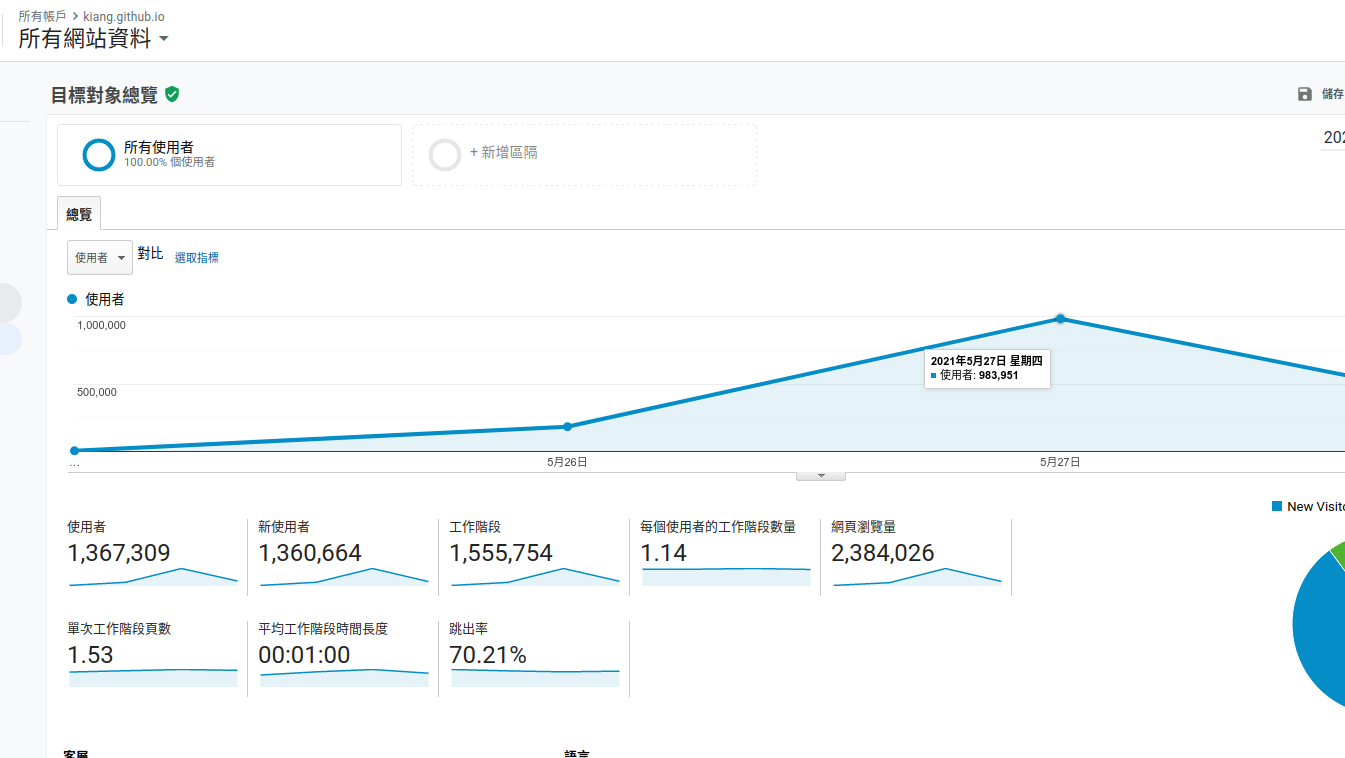 所有帳戶 > kiang.github.io
所有網站資料
目標對象總覽
儲存
所有使用者
100.00% 個使用者
+ 新增區隔
202
總覽
使用者
對比
選取指標
使用者
1,000,000
500,000
2021年5月27日 星期四
使用者: 983,951
...
5月26日
5月27日
New Visito
使用者
1,367,309
新使用者
1,360,664
工作階段
1,555,754
每個使用者的工作階段數量
1.14
網頁瀏覽量
2,384,026
單次工作階段頁數
1.53
平均工作階段時間長度
00:01:00
跳出率
70.21%
客層
語言